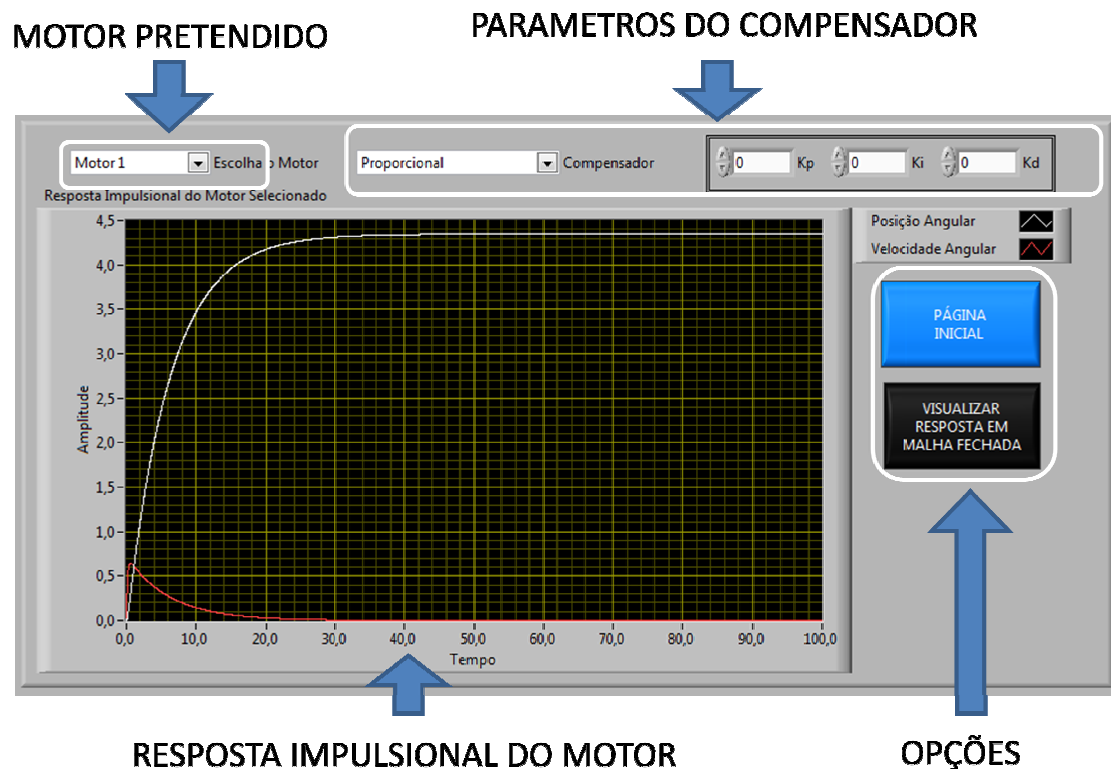 MOTOR PRETENDIDO
PARAMETROS DO COMPENSADOR
Motor1
Escolha o Motor
Proporcional
Compensador
0
Kp
0
Ki
0
Kd
Resposta Impulsional do Motor Selecionado
4,5
4,0
3,5
3,0
2,5
2,0
1,5
1,0
0,5
0,0
Amplitude
0,0
10,0
20,0
30,0
40,0
50,0
60,0
70,0
80,0
90,0
100,0
Tempo
Posição Angular
Velocidade Angular
PÁGINA
INICIAL
VISUALIZAR
RESPOSTA EM
MALHA FECHADA
RESPOSTA IMPULSIONAL DO MOTOR
OPÇÕES